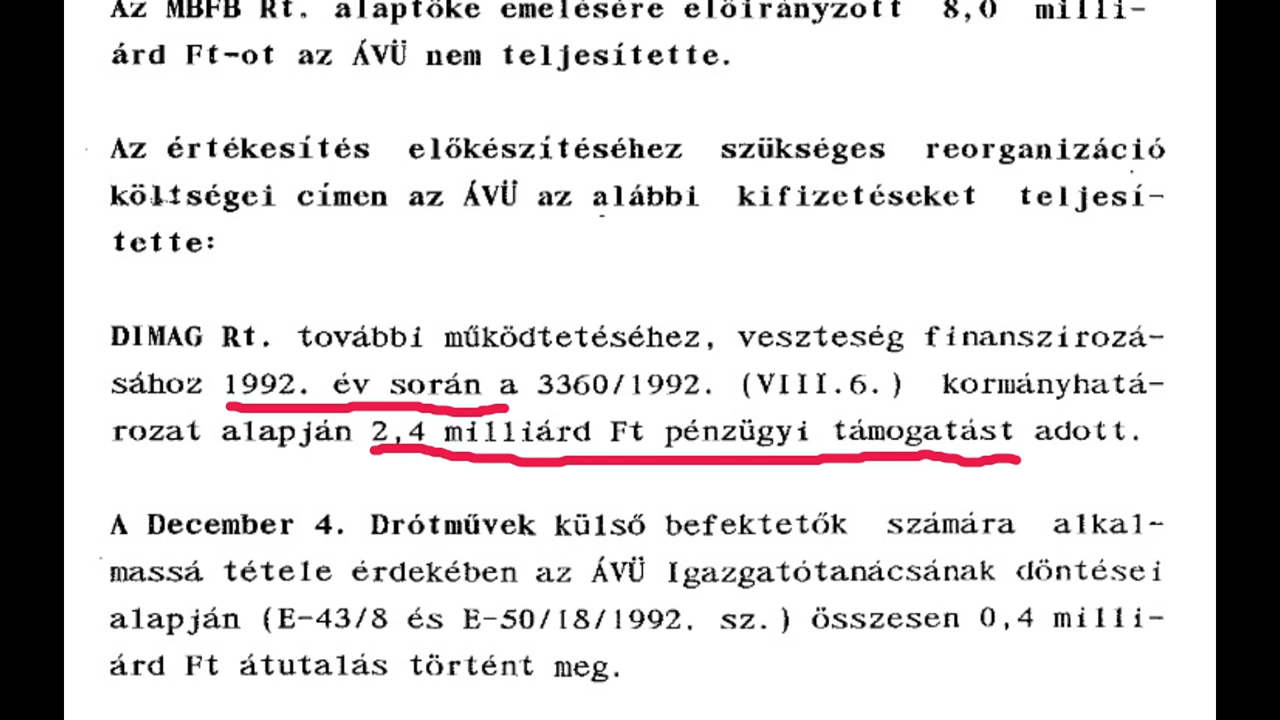 Az MBFB Rt. alaptőke emelésére előirányzott 8,0 milli-
árd Ft-ot az ÁVÜ nem teljesítette.
Az értékesítés előkészítéséhez szükséges reorganizáció
költségei címen az ÁVÜ az alábbi kifizetéseket teljesí-
tette:
DIMAG Rt. további működtetéséhez, veszteség finanszírozá-
sához 1992. év során a 3360/1992. (VIII.6.) kormányhatá-
rozat alapján 2,4 milliárd Ft pénzügyi támogatást adott.
A December 4. Drótművek külső befektetők számára alkal-
massá tétele érdekében az ÁVÜ Igazgatótanácsának döntései
alapján (E-43/8 és E-50/18/1992. sz.) összesen 0,4 milli-
árd Ft átutalás történt meg.